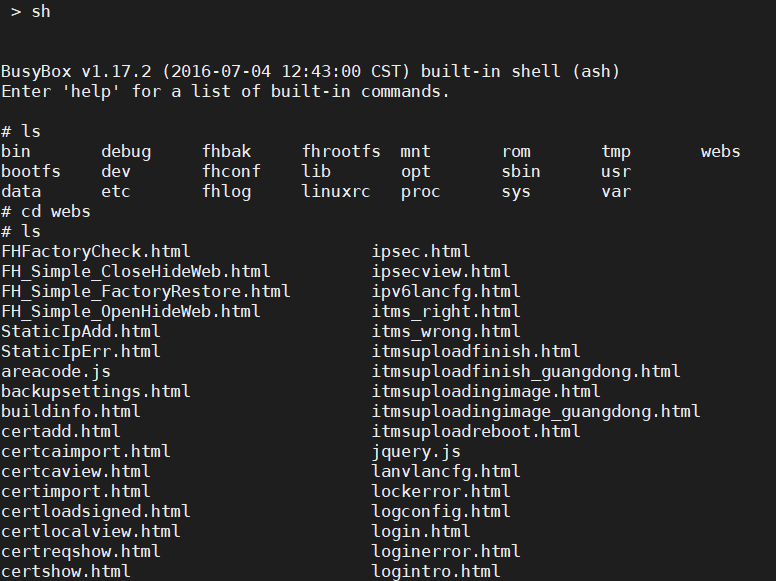 > sh
BusyBox v1.17.2 (2016-07-04 12:43:00 CST) built-in shell (ash)
Enter 'help' for a list of built-in commands.
# ls
bin debug fhbak fhrootfs mnt rom tmp webs
bootfs dev fhconf lib opt sbin usr
data etc fhlog linuxrc proc sys var
# cd webs
# ls
FHFactoryCheck.html ipsec.html
FH_Simple_CloseHideWeb.html ipsecview.html
FH_Simple_FactoryRestore.html ipv6lancfg.html
FH_Simple_OpenHideWeb.html itms_right.html
StaticIpAdd.html itms_wrong.html
StaticIpErr.html itmsuploadfinish.html
areacode.js itmsuploadfinish_guangdong.html
backupsettings.html itmsuploadingimage.html
buildinfo.html itmsuploadingimage_guangdong.html
certadd.html itmsuploadreboot.html
certcaimport.html jquery.js
certcaview.html lanvlancfg.html
certimport.html lockerror.html
certloadsigned.html logconfig.html
certlocalview.html login.html
certreqshow.html loginerror.html
certshow.html logintro.html